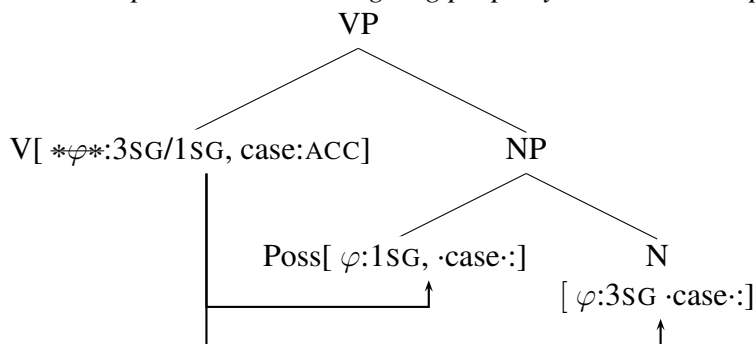 VP
V[ *φ*:3SG/1SG, case:ACC]
NP
Poss[ φ:1SG, ·case·:]
N
[ φ:3SG ·case·:]